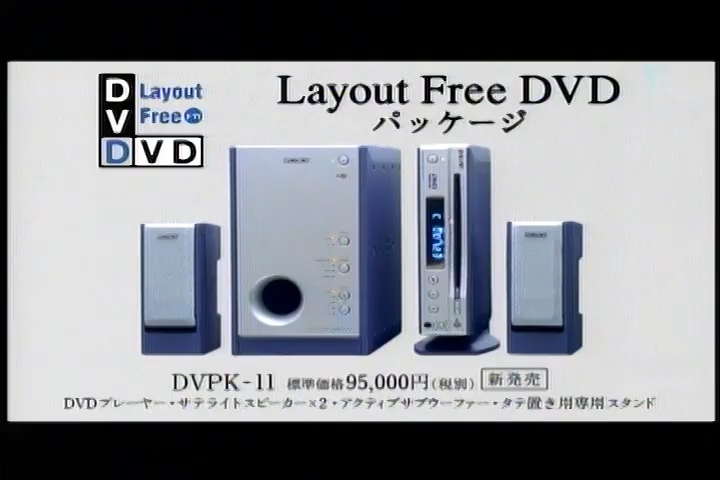 DVD
Layout
Free
DVD
Layout Free DVD
パッケージ
DVPK-11 標準価格95,000円(税別) 新発売
DVDプレーヤー・サテライトスピーカー×2・アクティブサブウーファー・タテ置き用専用スタンド